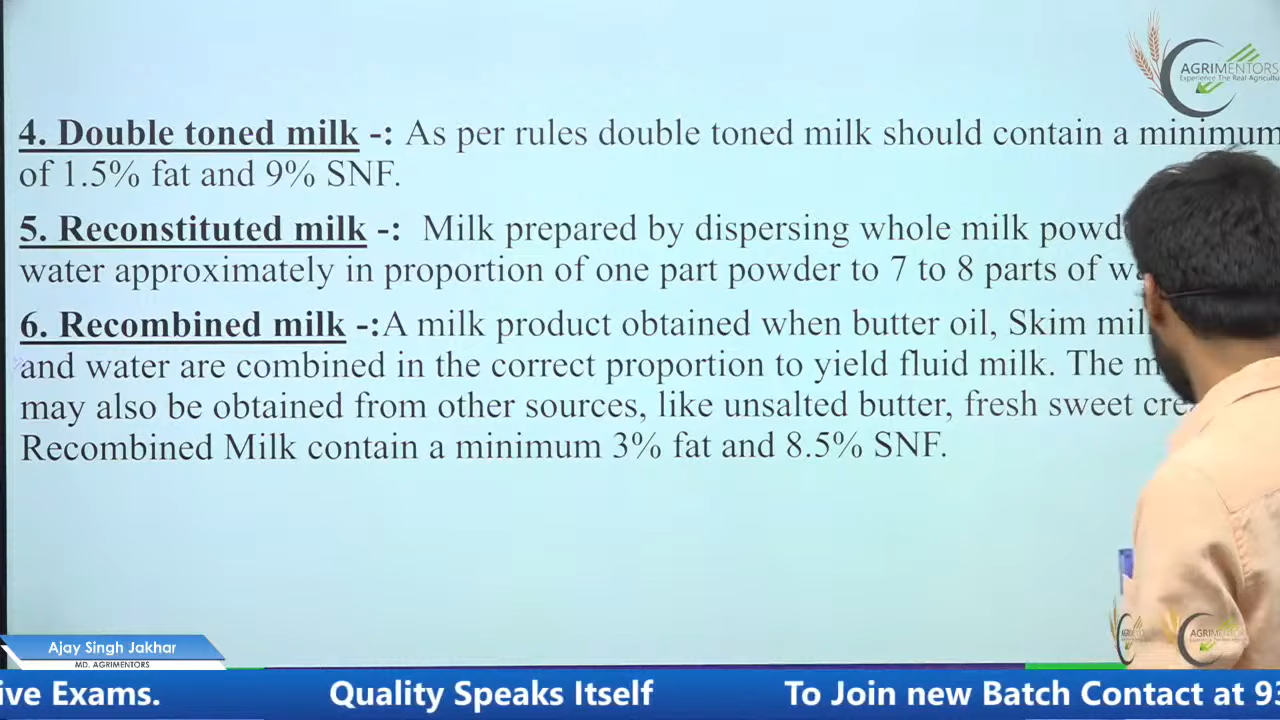 AGRIMENTORS
Experience The Real Agricultu
4. Double toned milk -: As per rules double toned milk should contain a minimum
of 1.5% fat and 9% SNF.
5. Reconstituted milk -: Milk prepared by dispersing whole milk powd
water approximately in proportion of one part powder to 7 to 8 parts of wa
6. Recombined milk -:A milk product obtained when butter oil, Skim mil
and water are combined in the correct proportion to yield fluid milk. The m
may also be obtained from other sources, like unsalted butter, fresh sweet cre
Recombined Milk contain a minimum 3% fat and 8.5% SNF.
AGRIMENTORS
Ajay Singh Jakhar
MD. AGRIMENTORS
ive Exams. Quality Speaks Itself To Join new Batch Contact at 93